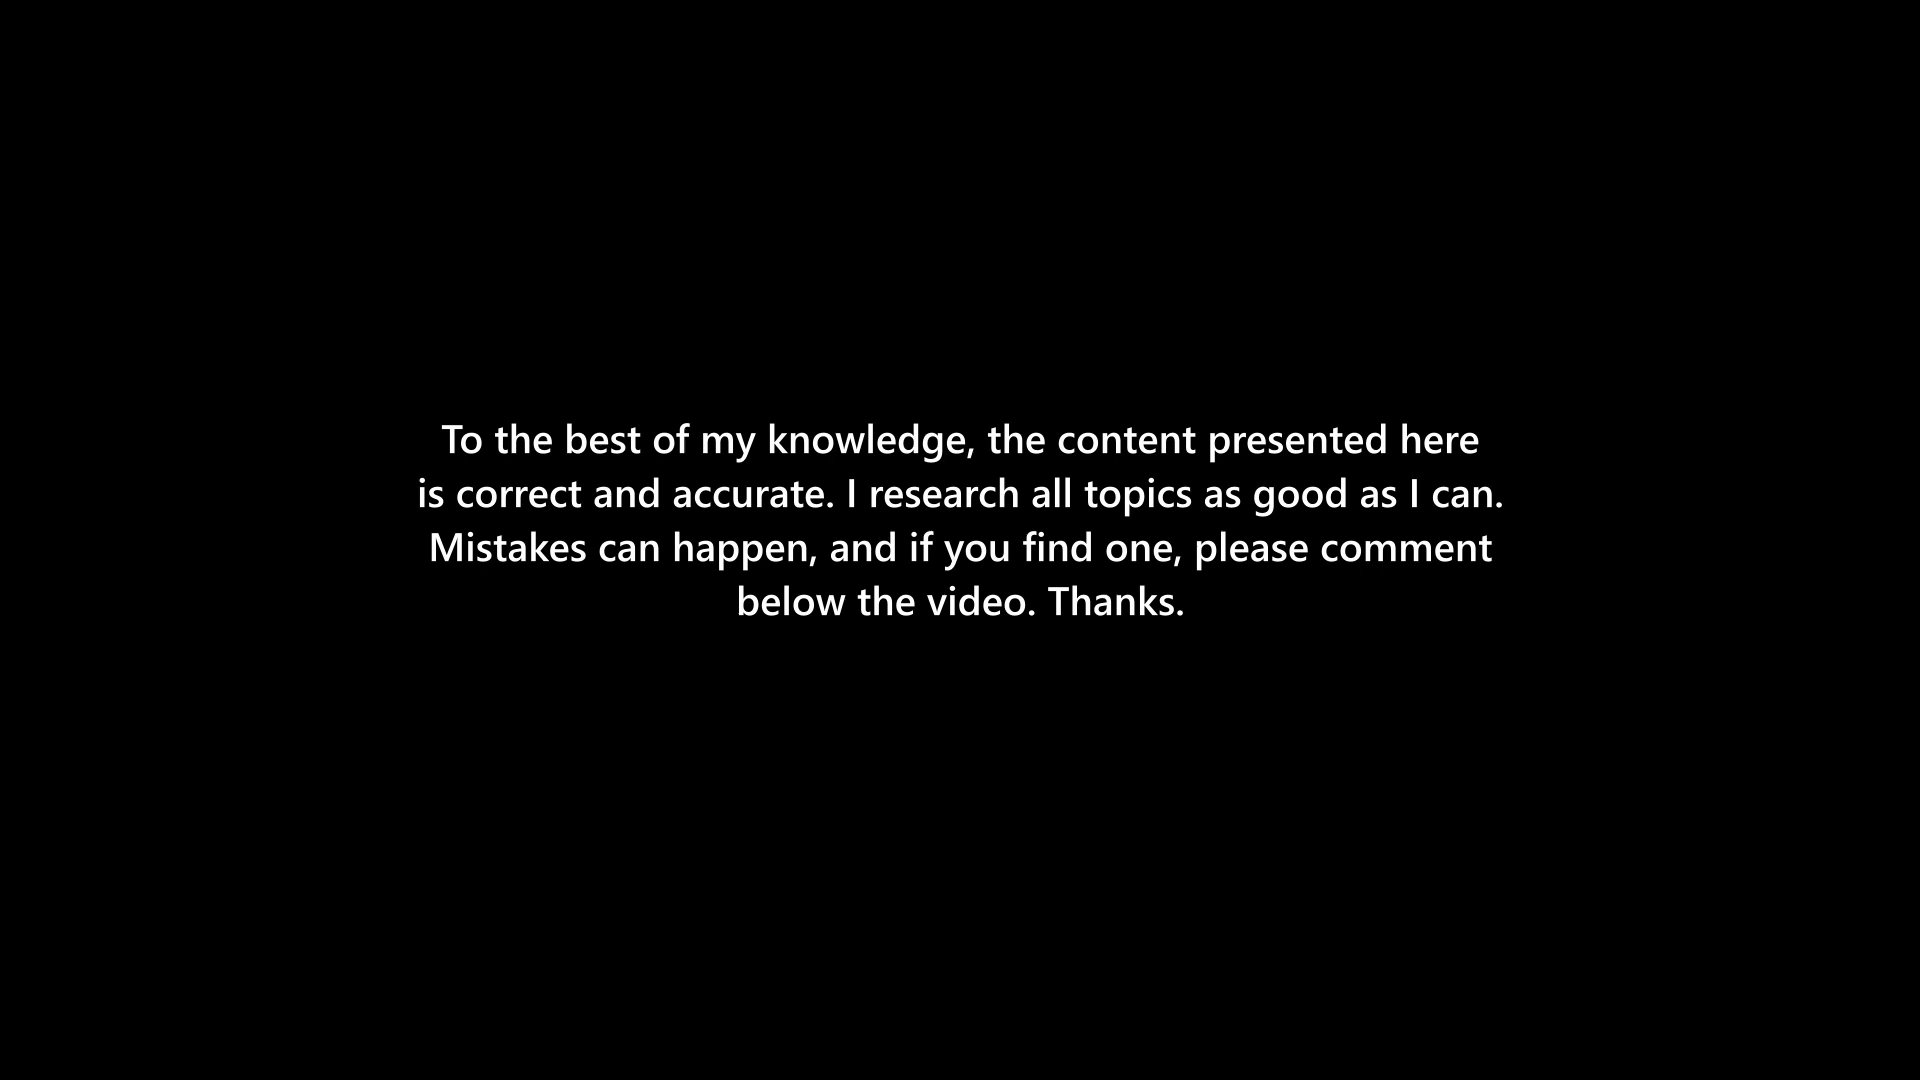 To the best of my knowledge, the content presented here
is correct and accurate. I research all topics as good as I can.
Mistakes can happen, and if you find one, please comment
below the video. Thanks.